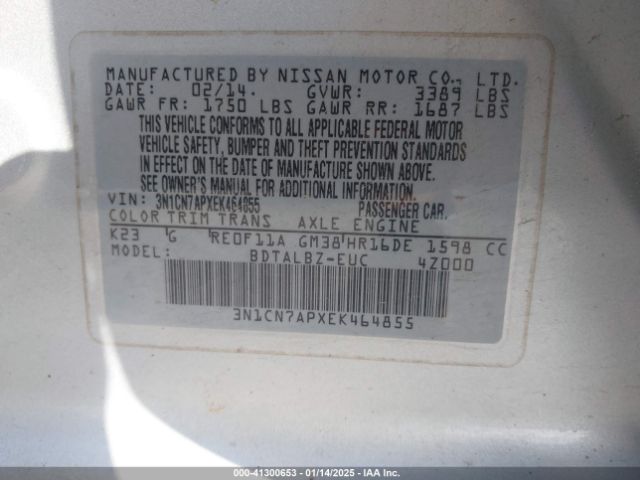 MANUFACTURED BY NISSAN MOTOR CO., LTD.
DATE: 02/14. GVWR: 3389 LBS
GAWR FR: 1750 LBS GAWR RR: 1687 LBS
THIS VEHICLE CONFORMS TO ALL APPLICABLE FEDERAL MOTOR
VEHICLE SAFETY, BUMPER AND THEFT PREVENTION STANDARDS
IN EFFECT ON THE DATE OF MANUFACTURE SHOWN ABOVE.
SEE OWNER'S MANUAL FOR ADDITIONAL INFORMATION.
VIN: 3N1CN7APXEK464855 PASSENGER CAR.
COLOR TRIM TRANS AXLE ENGINE
K23 G RE0F11A GM38 HR16DE 1598 CC
MODEL: BDTALBZ-EUC 4Z000
3N1CN7APXEK464855
000-41300653 - 01/14/2025 - IAA Inc.